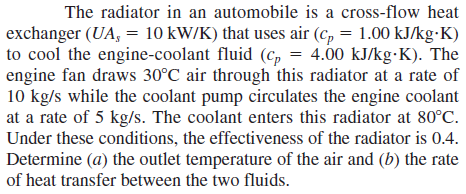 The radiator in an automobile is a cross-flow heat
exchanger (UAₛ = 10 kW/K) that uses air (cₚ = 1.00 kJ/kg·K)
to cool the engine-coolant fluid (cₚ = 4.00 kJ/kg·K). The
engine fan draws 30°C air through this radiator at a rate of
10 kg/s while the coolant pump circulates the engine coolant
at a rate of 5 kg/s. The coolant enters this radiator at 80°C.
Under these conditions, the effectiveness of the radiator is 0.4.
Determine (a) the outlet temperature of the air and (b) the rate
of heat transfer between the two fluids.